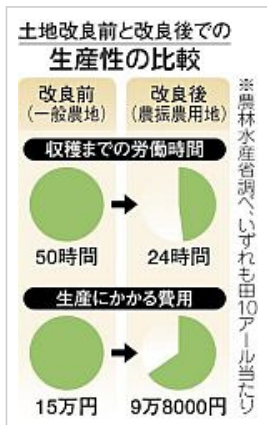 土地改良前と改良後での
生産性の比較
改良前
(一般農地)
改良後
(農振農用地)
収穫までの労働時間
50時間
24時間
生産にかかる費用
15万円
9万8000円
※農林水産省調べ、いずれも田10アール当たり